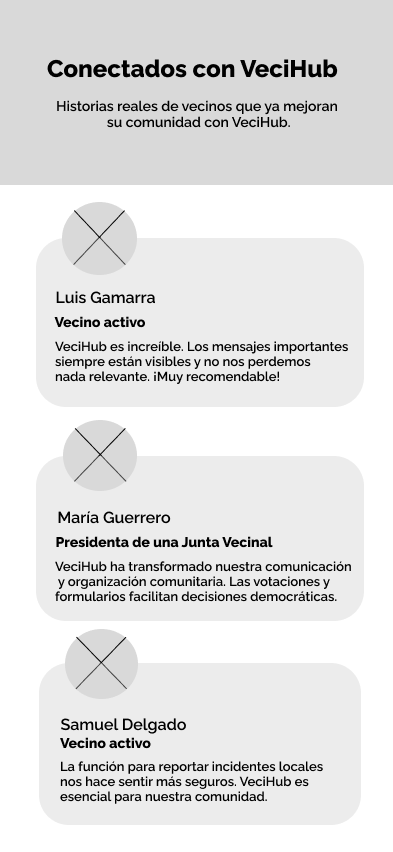 Conectados con VeciHub
Historias reales de vecinos que ya mejoran
su comunidad con VeciHub.
Luis Gamarra
Vecino activo
VeciHub es increíble. Los mensajes importantes
siempre están visibles y no nos perdemos
nada relevante. ¡Muy recomendable!
María Guerrero
Presidenta de una Junta Vecinal
VeciHub ha transformado nuestra comunicación
y organización comunitaria. Las votaciones y
formularios facilitan decisiones democráticas.
Samuel Delgado
Vecino activo
La función para reportar incidentes locales
nos hace sentir más seguros. VeciHub es
esencial para nuestra comunidad.